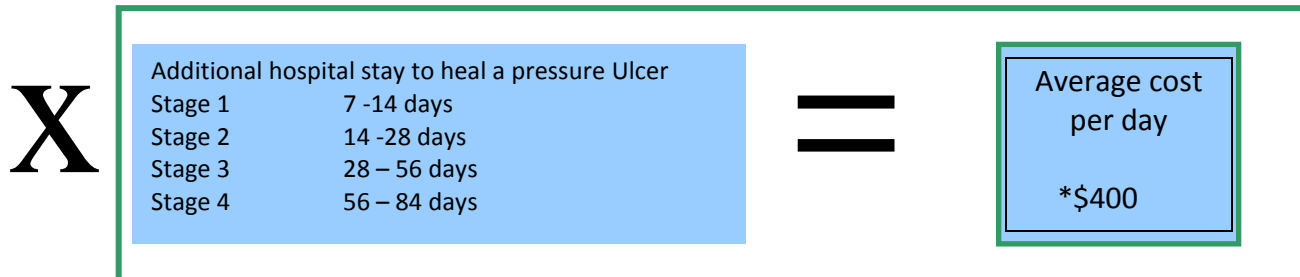 X
Additional hospital stay to heal a pressure Ulcer
Stage 1 7 -14 days
Stage 2 14 -28 days
Stage 3 28 – 56 days
Stage 4 56 – 84 days
=
Average cost
per day
*$400